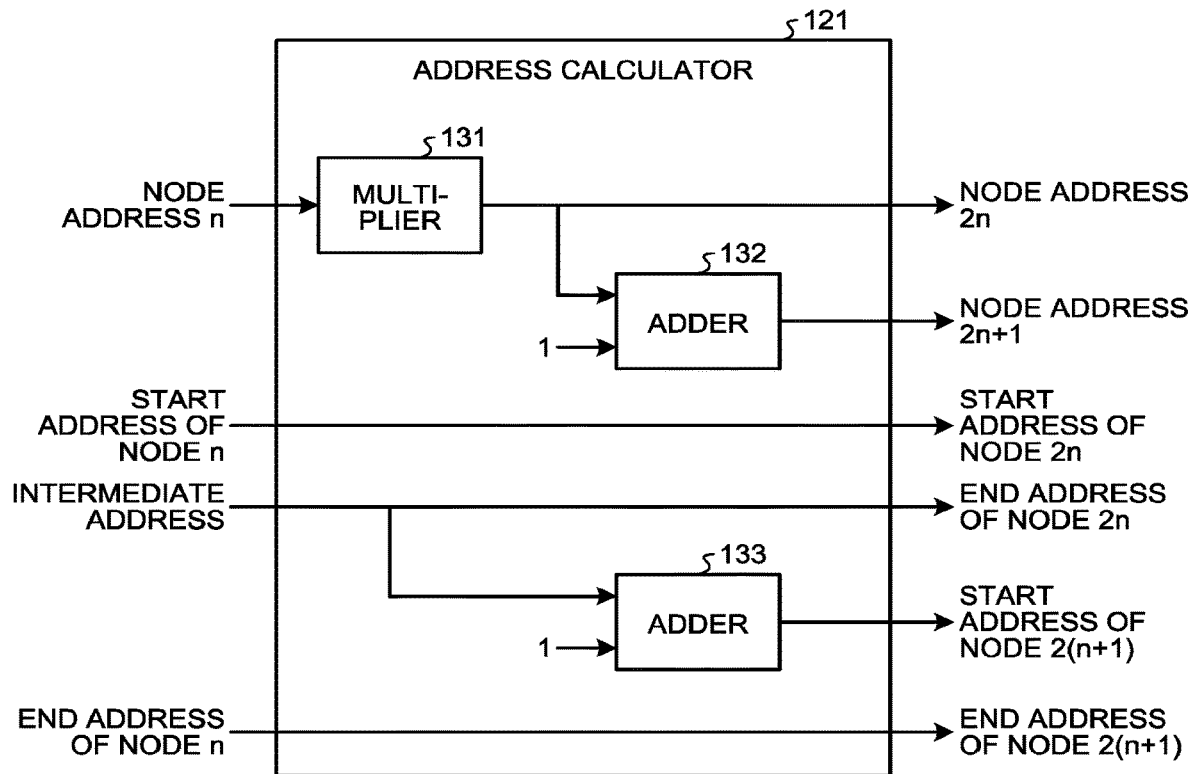 121
ADDRESS CALCULATOR
131
NODE
ADDRESS n
MULTI-
PLIER
NODE ADDRESS
2n
132
ADDER
1
NODE ADDRESS
2n+1
START
ADDRESS OF
NODE n
START
ADDRESS OF
NODE 2n
INTERMEDIATE
ADDRESS
END ADDRESS
OF NODE 2n
133
ADDER
1
START
ADDRESS OF
NODE 2(n+1)
END ADDRESS
OF NODE n
END ADDRESS
OF NODE 2(n+1)